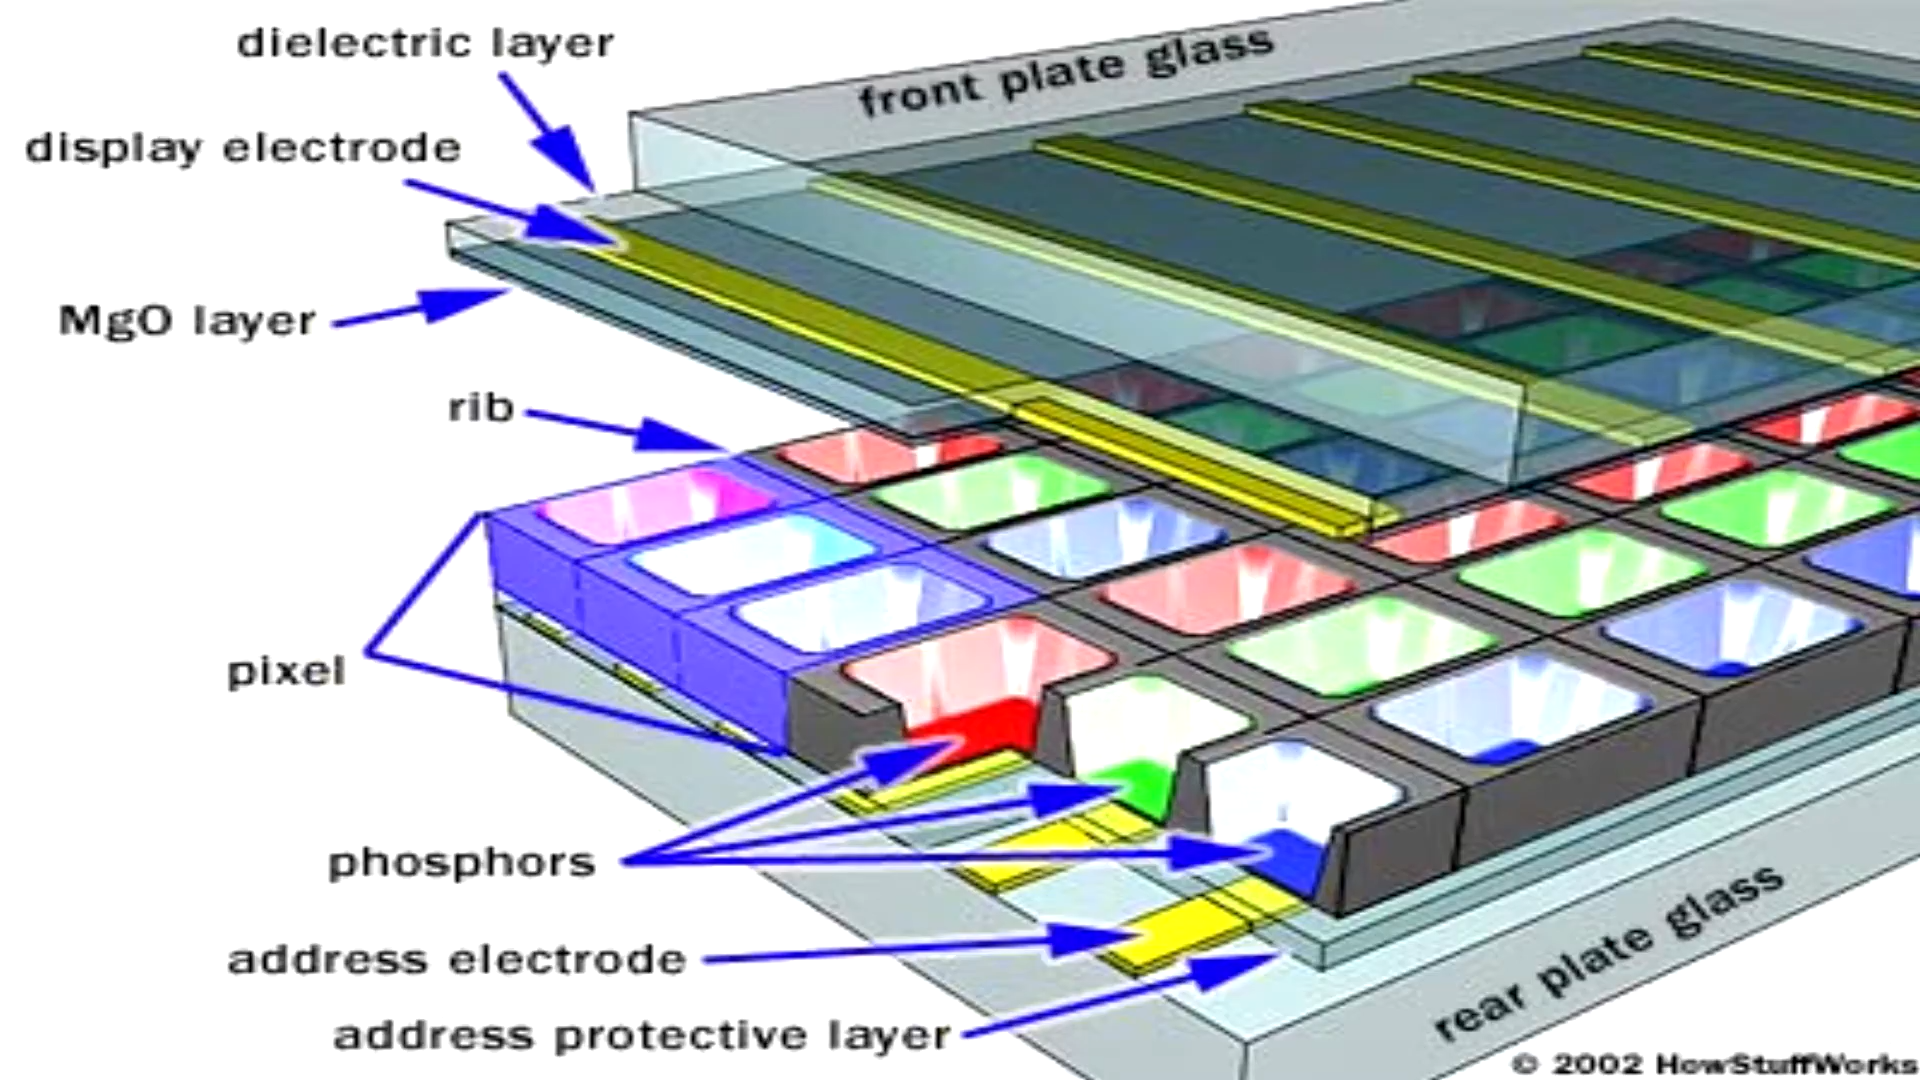 dielectric layer
front plate glass
display electrode
MgO layer
rib
pixel
phosphors
address electrode
address protective layer
rear plate glass
© 2002 HowStuffWorks